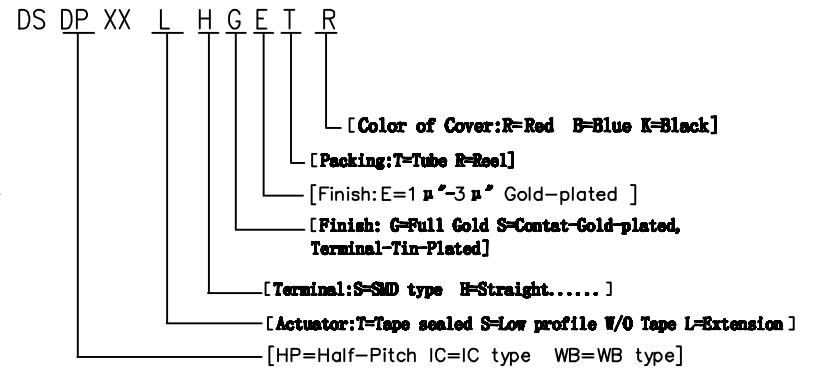 DS DP XX L H G E T R
[Color of Cover:R=Red B=Blue K=Black]
[Packing:T=Tube R=Reel]
[Finish:E=1 μ"-3 μ" Gold-plated ]
[Finish: G=Full Gold S=Contat-Gold-plated,
Terminal-Tin-Plated]
[Terminal:S=SMD type H=Straight...... ]
[Actuator:T=Tape sealed S=Low profile W/O Tape L=Extension ]
[HP=Half-Pitch IC=IC type WB=WB type]